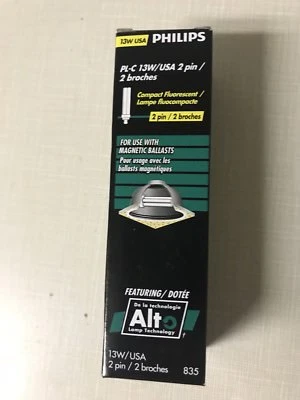 13W USA PHILIPS
PL-C 13W/USA 2 pin /
2 broches
Compact Fluorescent /
Lampe fluocompacte
2 pin / 2 broches
FOR USE WITH
MAGNETIC BALLASTS
Pour usage avec les
ballasts magnétiques
FEATURING/ DOTÉE
De la technologie
Alto
Lamp Technology
13W/USA
2 pin / 2 broches 835